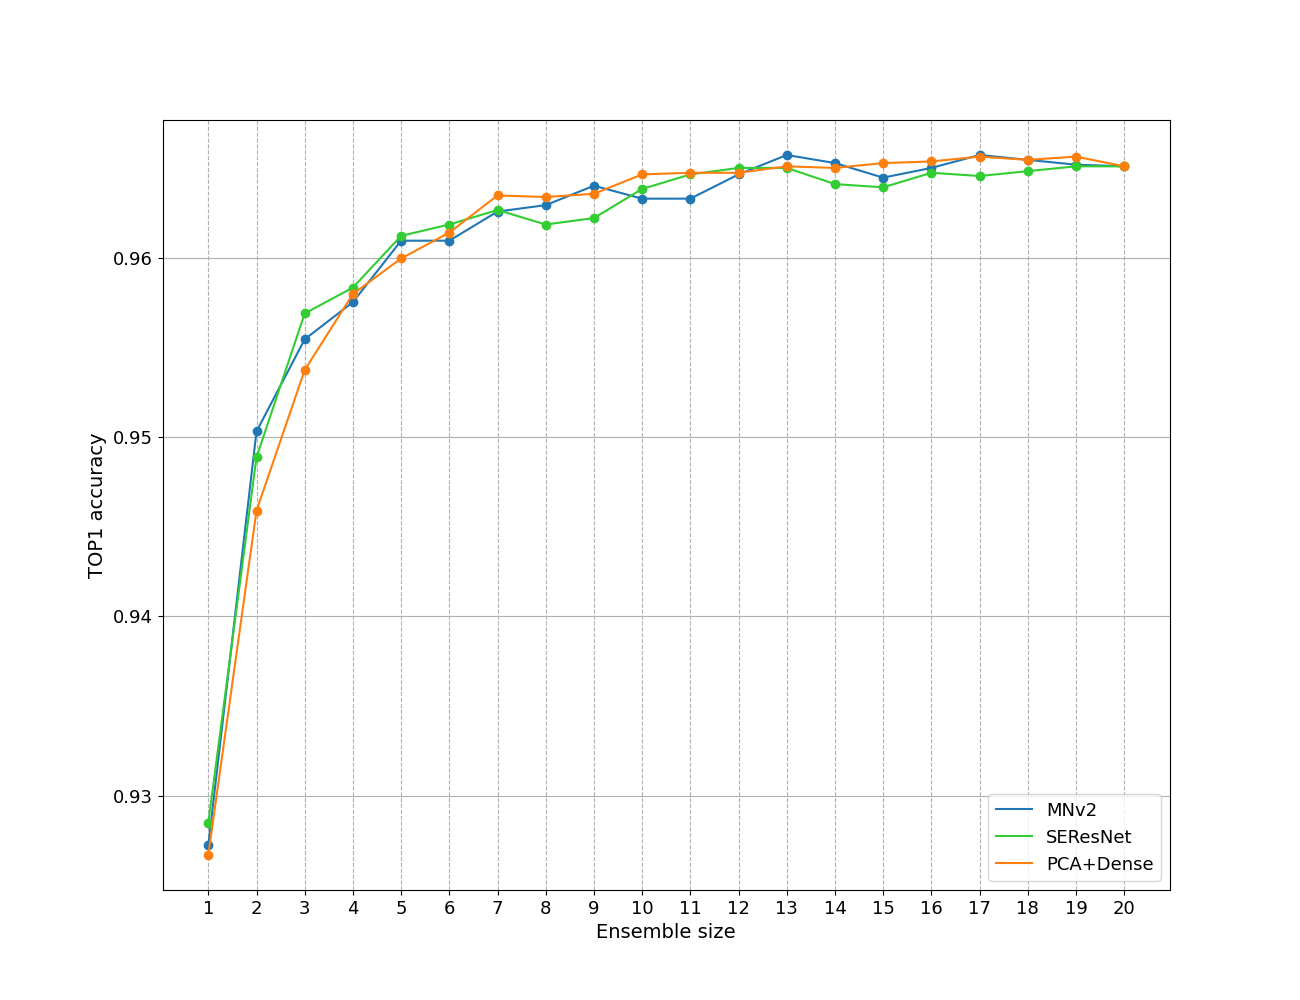 0.96
0.95
0.94
0.93
TOP1 accuracy
MNv2
SEResNet
PCA+Dense
1 2 3 4 5 6 7 8 9 10 11 12 13 14 15 16 17 18 19 20
Ensemble size